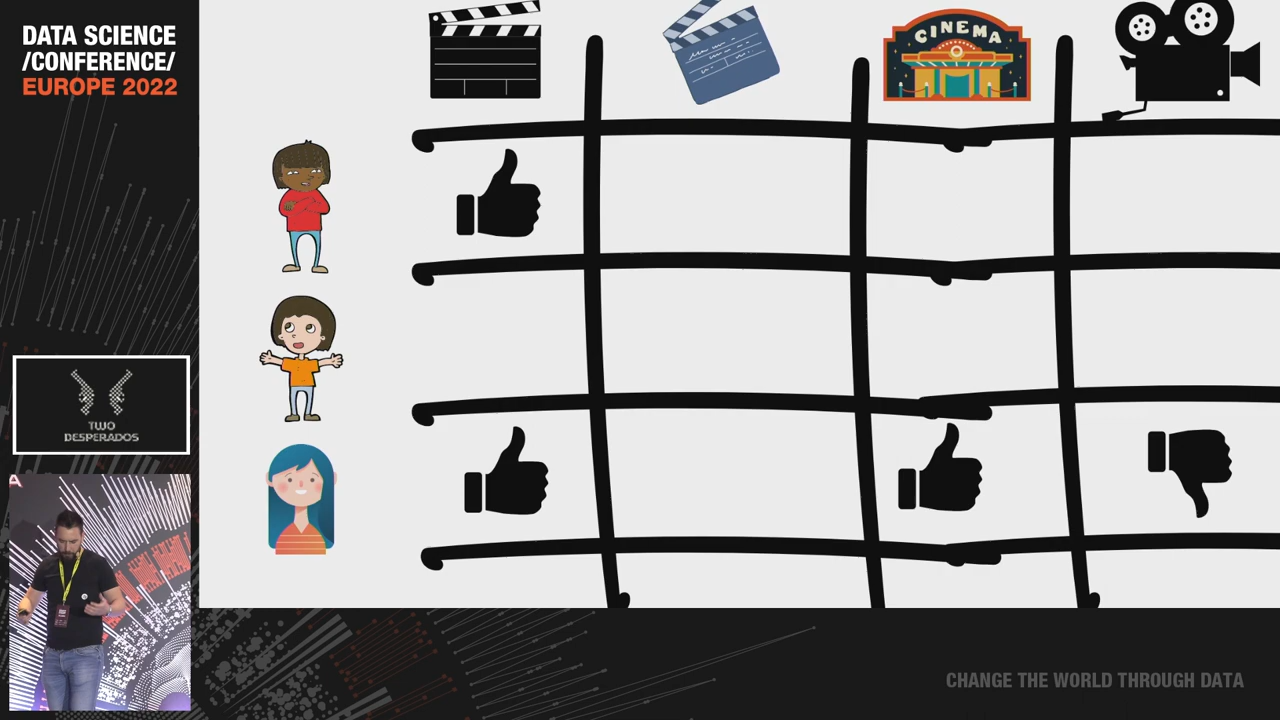 DATA SCIENCE
/CONFERENCE/
EUROPE 2022
CINEMA
TWO
DESPERADOS
A
CHANGE THE WORLD THROUGH DATA